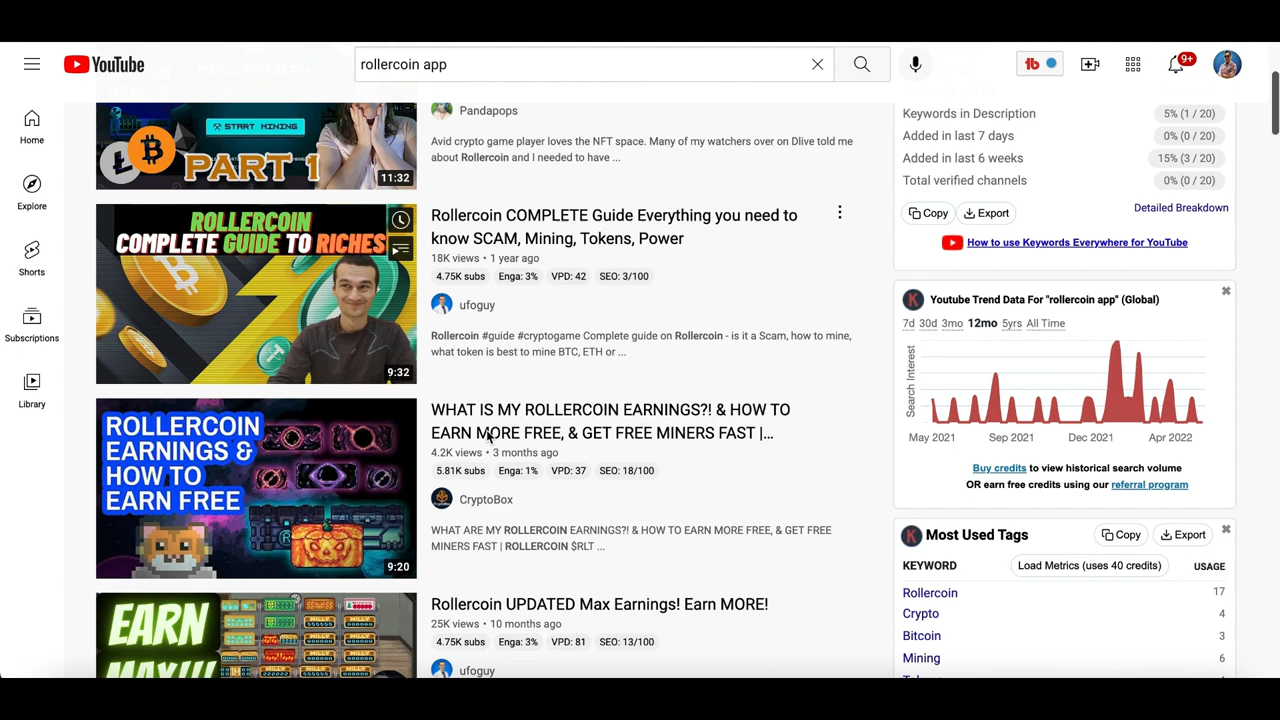 YouTube
rollercoin app
9+
Home
Explore
Shorts
Subscriptions
Library
START MINING
PART 1
11:32
Pandapops
Avid crypto game player loves the NFT space. Many of my watchers over on Dlive told me
about Rollercoin and I needed to have ...
ROLLERCOIN
COMPLETE GUIDE TO RICHES
9:32
Rollercoin COMPLETE Guide Everything you need to
know SCAM, Mining, Tokens, Power
18K views • 1 year ago
4.75K subs Enga: 3% VPD: 42 SEO: 3/100
ufoguy
Rollercoin #guide #cryptogame Complete guide on Rollercoin - is it a Scam, how to mine,
what token is best to mine BTC, ETH or ...
ROLLERCOIN
EARNINGS &
HOW TO
EARN FREE
9:20
WHAT IS MY ROLLERCOIN EARNINGS?! & HOW TO
EARN MORE FREE, & GET FREE MINERS FAST |...
4.2K views • 3 months ago
5.81K subs Enga: 1% VPD: 37 SEO: 18/100
CryptoBox
WHAT ARE MY ROLLERCOIN EARNINGS?! & HOW TO EARN MORE FREE, & GET FREE
MINERS FAST | ROLLERCOIN $RLT ...
EARN
Rollercoin UPDATED Max Earnings! Earn MORE!
25K views • 10 months ago
4.75K subs Enga: 3% VPD: 81 SEO: 13/100
ufoguy
Keywords in Description 5% (1 / 20)
Added in last 7 days 0% (0 / 20)
Added in last 6 weeks 15% (3 / 20)
Total verified channels 0% (0 / 20)
Copy Export Detailed Breakdown
How to use Keywords Everywhere for YouTube
Youtube Trend Data For "rollercoin app" (Global)
7d 30d 3mo 12mo 5yrs All Time
Search Interest
May 2021 Sep 2021 Dec 2021 Apr 2022
Buy credits to view historical search volume
OR earn free credits using our referral program
Most Used Tags Copy Export
KEYWORD Load Metrics (uses 40 credits) USAGE
Rollercoin 17
Crypto 4
Bitcoin 3
Mining 6